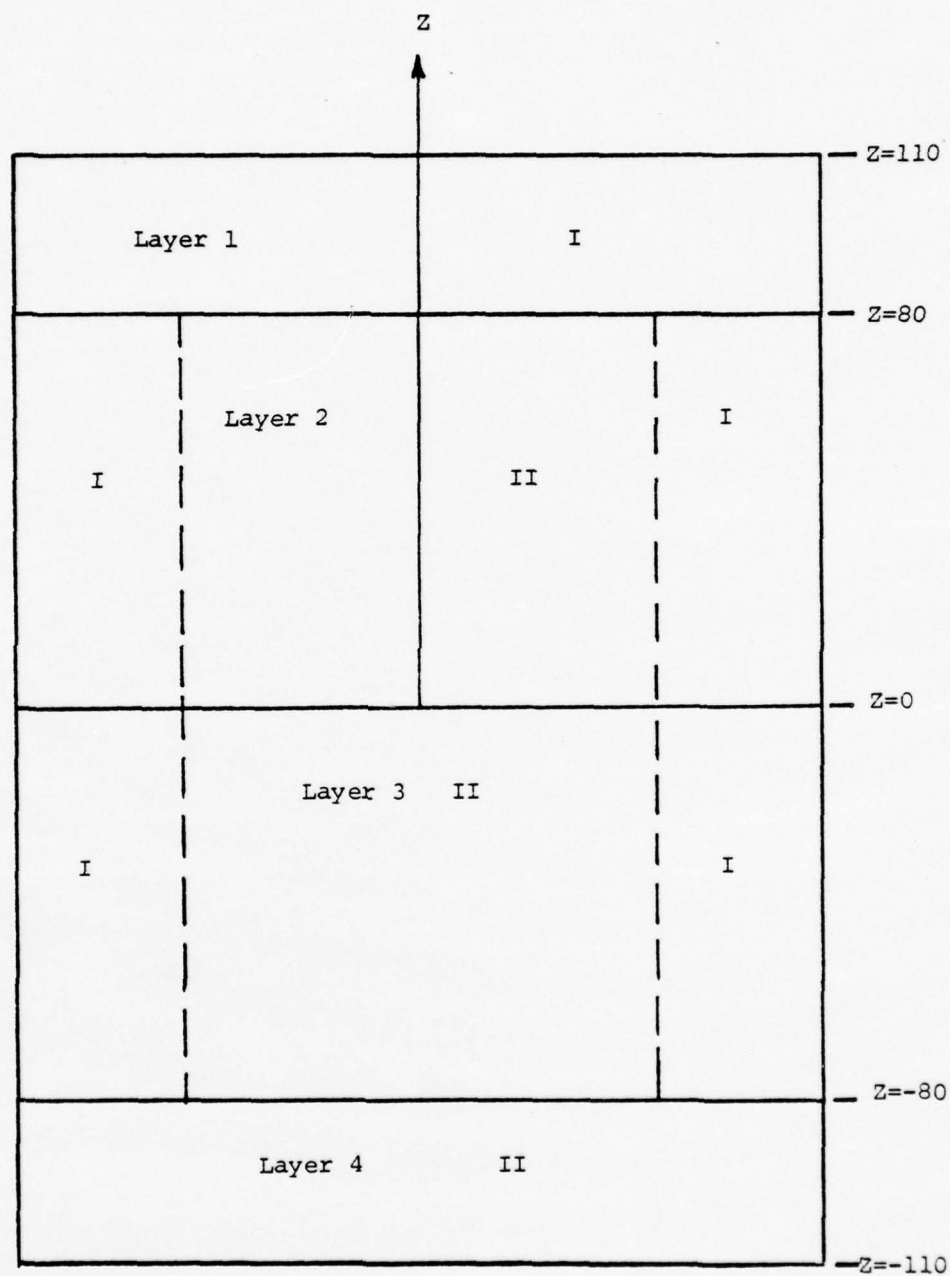 Z
Z=110
Layer 1 I
Z=80
Layer 2 I
I II
Z=0
Layer 3 II
I I
Z=-80
Layer 4 II
Z=-110